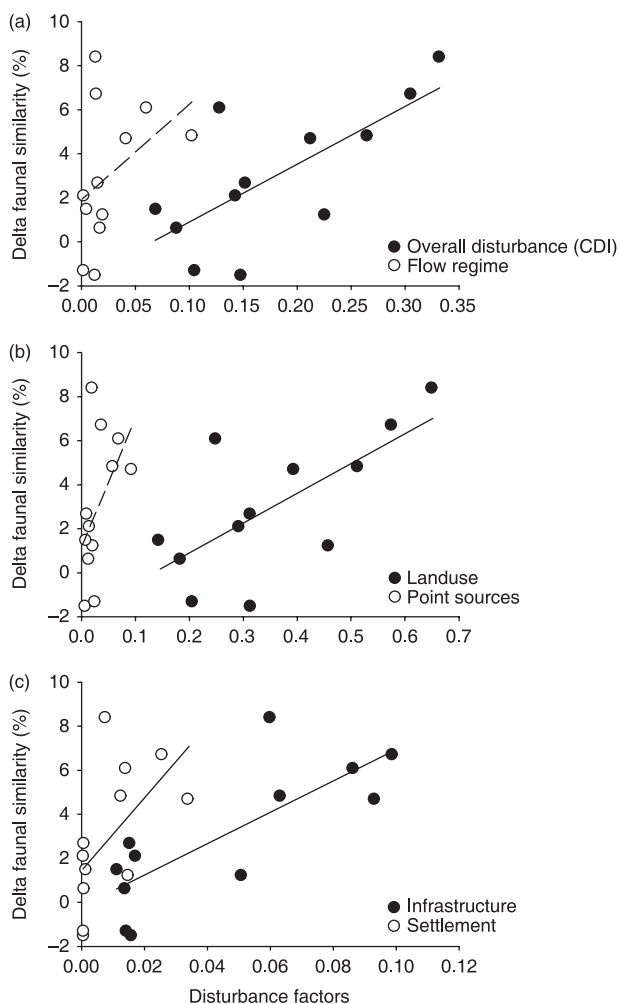 (a)
Delta faunal similarity (%)
10
8
6
4
2
0
−2
0.00 0.05 0.10 0.15 0.20 0.25 0.30 0.35
Overall disturbance (CDI)
Flow regime
(b)
Delta faunal similarity (%)
10
8
6
4
2
0
−2
0.0 0.1 0.2 0.3 0.4 0.5 0.6 0.7
Landuse
Point sources
(c)
Delta faunal similarity (%)
10
8
6
4
2
0
−2
0.00 0.02 0.04 0.06 0.08 0.10 0.12
Infrastructure
Settlement
Disturbance factors